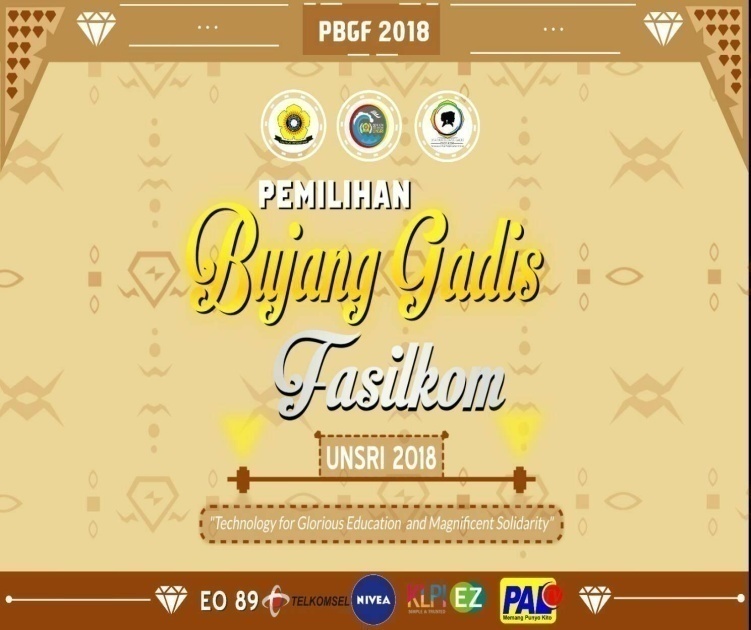 PBGF 2018
PEMILIHAN
Bujang Gadis
Fasilkom
UNSRI 2018
"Technology for Glorious Education and Magnificent Solidarity"
EO 89 TELKOMSEL NIVEA KLPI EZ PAL TV
Memang Punyo Kito